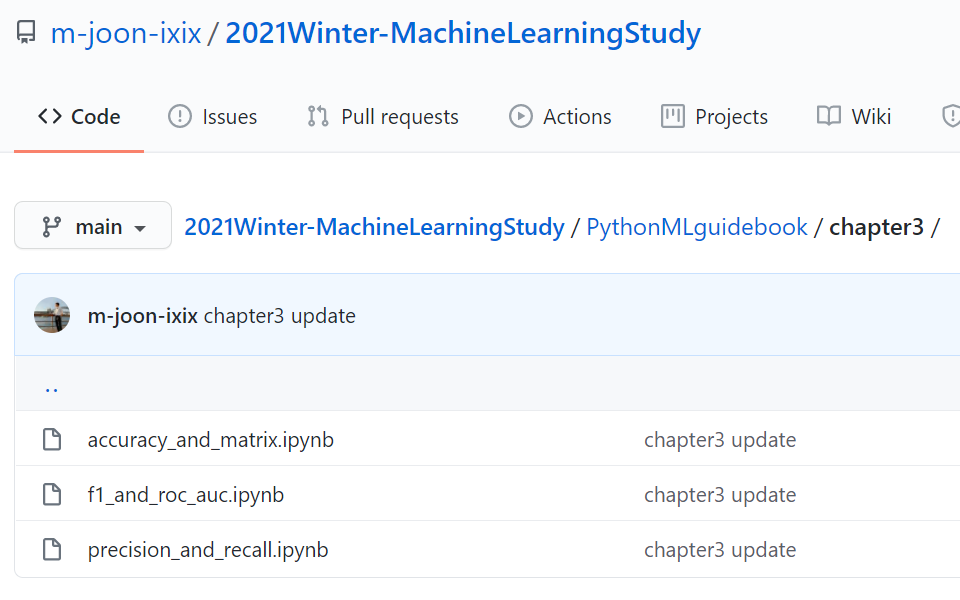 m-joon-ixix / 2021Winter-MachineLearningStudy
Code Issues Pull requests Actions Projects Wiki
main 2021Winter-MachineLearningStudy / PythonMLguidebook / chapter3 /
m-joon-ixix chapter3 update
..
accuracy_and_matrix.ipynb chapter3 update
f1_and_roc_auc.ipynb chapter3 update
precision_and_recall.ipynb chapter3 update